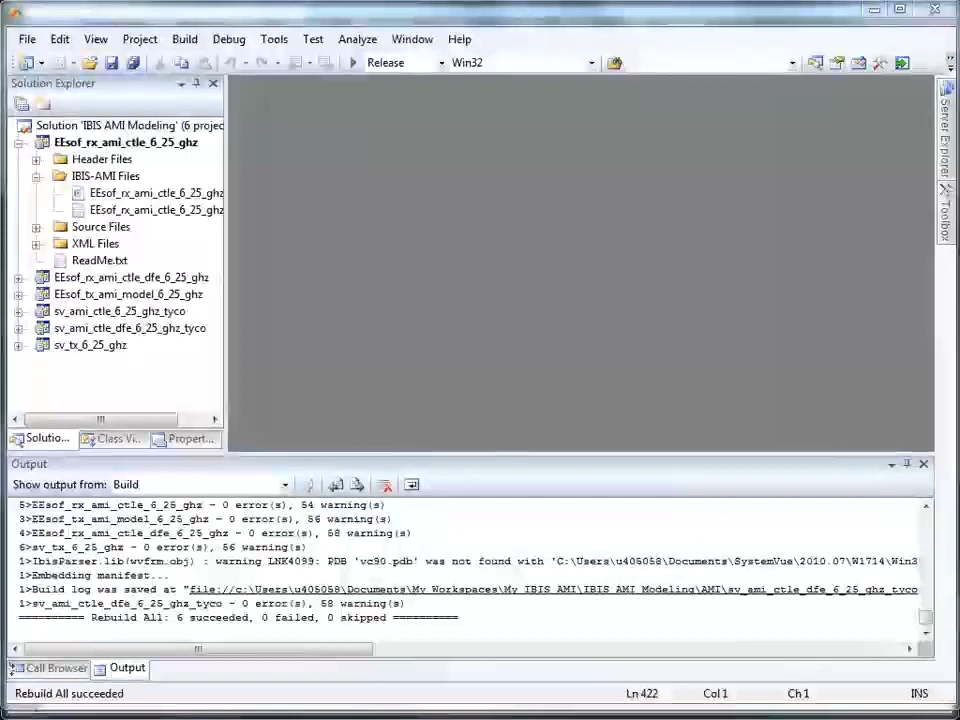 File Edit View Project Build Debug Tools Test Analyze Window Help
Release Win32
Solution Explorer
Solution 'IBIS AMI Modeling' (6 projec
EEsof_rx_ami_ctle_6_25_ghz
Header Files
IBIS-AMI Files
EEsof_rx_ami_ctle_6_25_ghz
EEsof_rx_ami_ctle_6_25_ghz
Source Files
XML Files
ReadMe.txt
EEsof_rx_ami_ctle_dfe_6_25_ghz
EEsof_tx_ami_model_6_25_ghz
sv_ami_ctle_6_25_ghz_tyco
sv_ami_ctle_dfe_6_25_ghz_tyco
sv_tx_6_25_ghz
Server Explorer
Toolbox
Solutio... Class Vi... Propert...
Output
Show output from: Build
5>EEsof_rx_ami_ctle_6_25_ghz - 0 error(s), 54 warning(s)
3>EEsof_tx_ami_model_6_25_ghz - 0 error(s), 56 warning(s)
4>EEsof_rx_ami_ctle_dfe_6_25_ghz - 0 error(s), 58 warning(s)
6>sv_tx_6_25_ghz - 0 error(s), 56 warning(s)
1>IbisParser.lib(wvfrm.obj) : warning LNK4099: PDB 'vc90.pdb' was not found with 'C:\Users\u405058\Documents\SystemVue\2010.07\W1714\Win3
1>Embedding manifest...
1>Build log was saved at "file://c:\Users\u405058\Documents\My Workspaces\My IBIS AMI\IBIS AMI Modeling\AMI\sv_ami_ctle_dfe_6_25_ghz_tyco
1>sv_ami_ctle_dfe_6_25_ghz_tyco - 0 error(s), 58 warning(s)
========== Rebuild All: 6 succeeded, 0 failed, 0 skipped ==========
Call Browser Output
Rebuild All succeeded Ln 422 Col 1 Ch 1 INS